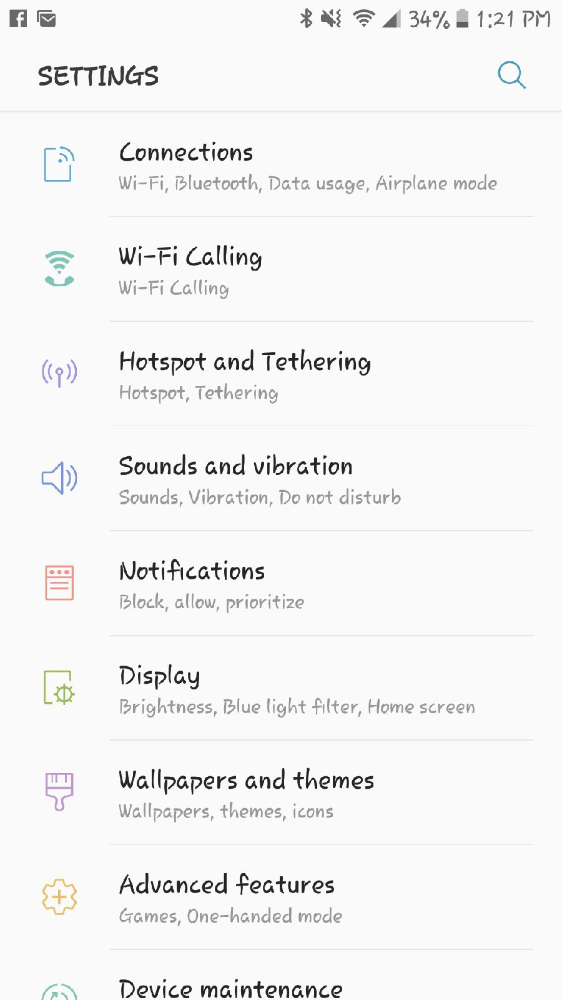 34% 1:21 PM
SETTINGS
Connections
Wi-Fi, Bluetooth, Data usage, Airplane mode
Wi-Fi Calling
Wi-Fi Calling
Hotspot and Tethering
Hotspot, Tethering
Sounds and vibration
Sounds, Vibration, Do not disturb
Notifications
Block, allow, prioritize
Display
Brightness, Blue light filter, Home screen
Wallpapers and themes
Wallpapers, themes, icons
Advanced features
Games, One-handed mode
Device maintenance